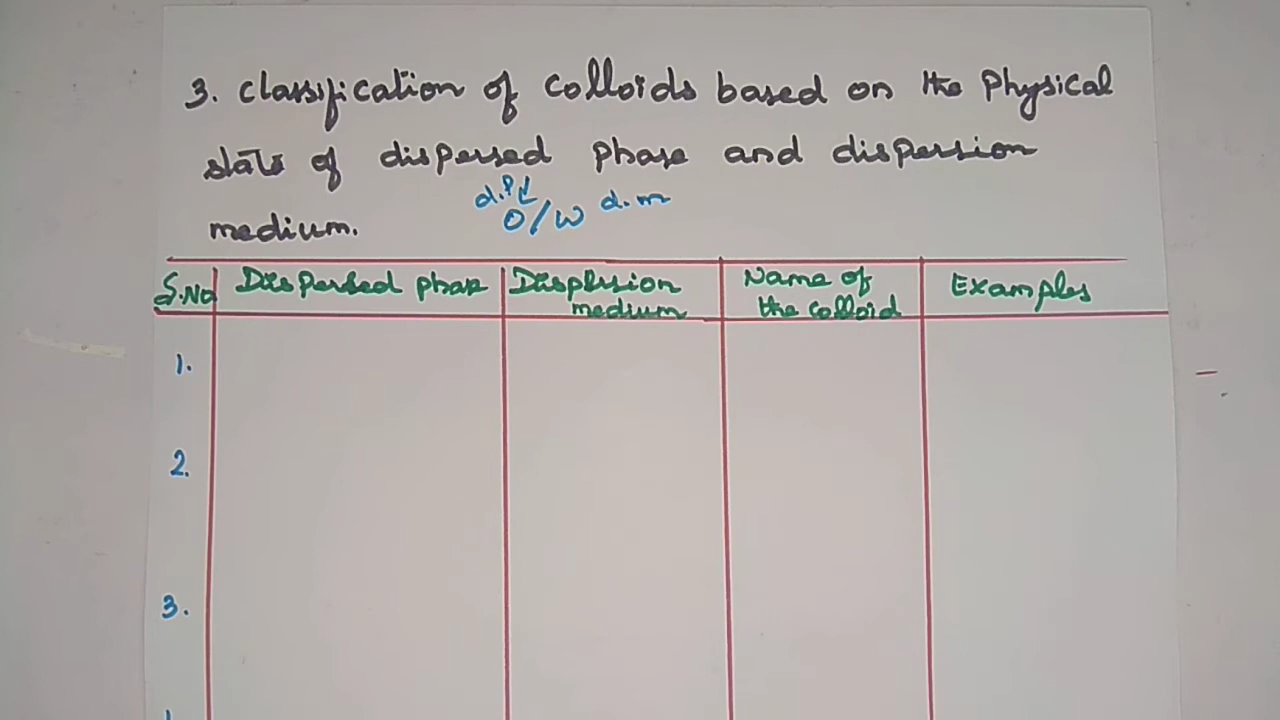 3. Classification of Colloids based on the Physical
state of dispersed phase and dispersion
medium.
d.P d.m
O/W
S.No Dispersed phase Dispersion medium Name of the colloid Examples
1.
2.
3.